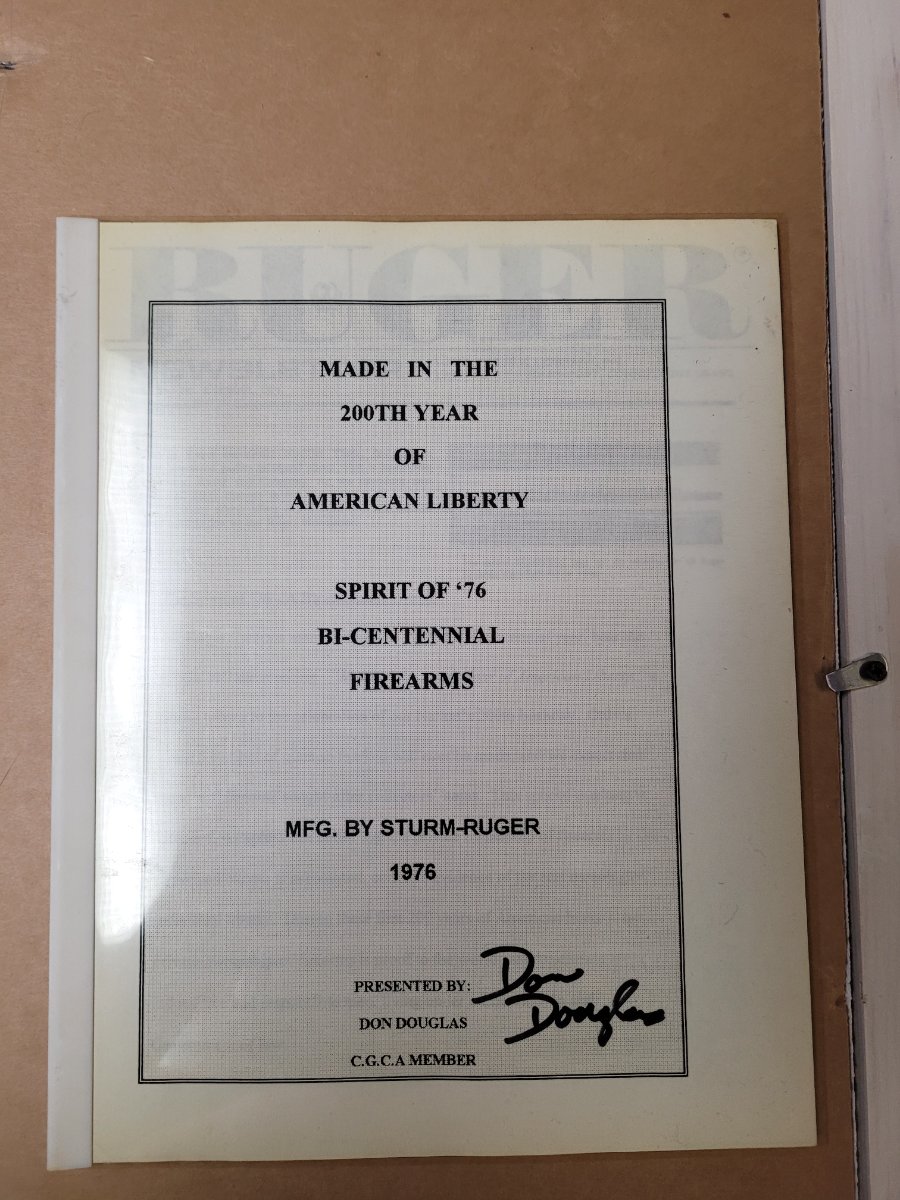 RUGER®
MADE IN THE
200TH YEAR
OF
AMERICAN LIBERTY
SPIRIT OF ‘76
BI-CENTENNIAL
FIREARMS
MFG. BY STURM-RUGER
1976
PRESENTED BY:
Don
Douglas
DON DOUGLAS
C.G.C.A MEMBER